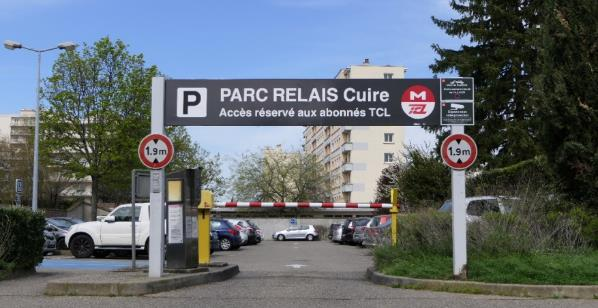 P PARC RELAIS Cuire M
Accès réservé aux abonnés TCL TCL
1.9m
1.9m